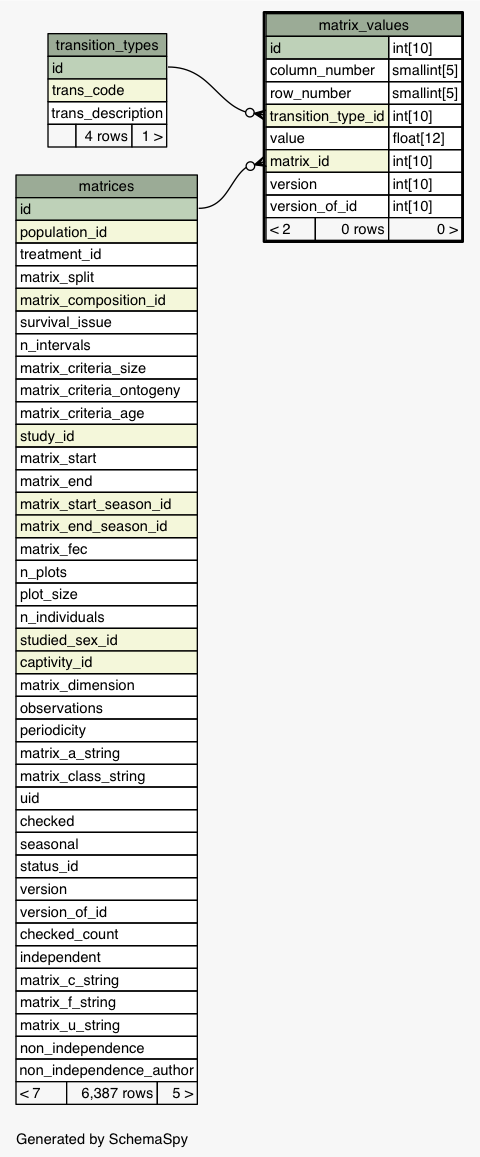 transition_types
id
trans_code
trans_description
4 rows 1 >
matrix_values
id int[10]
column_number smallint[5]
row_number smallint[5]
transition_type_id int[10]
value float[12]
matrix_id int[10]
version int[10]
version_of_id int[10]
< 2 0 rows 0 >
matrices
id
population_id
treatment_id
matrix_split
matrix_composition_id
survival_issue
n_intervals
matrix_criteria_size
matrix_criteria_ontogeny
matrix_criteria_age
study_id
matrix_start
matrix_end
matrix_start_season_id
matrix_end_season_id
matrix_fec
n_plots
plot_size
n_individuals
studied_sex_id
captivity_id
matrix_dimension
observations
periodicity
matrix_a_string
matrix_class_string
uid
checked
seasonal
status_id
version
version_of_id
checked_count
independent
matrix_c_string
matrix_f_string
matrix_u_string
non_independence
non_independence_author
< 7 6,387 rows 5 >
Generated by SchemaSpy